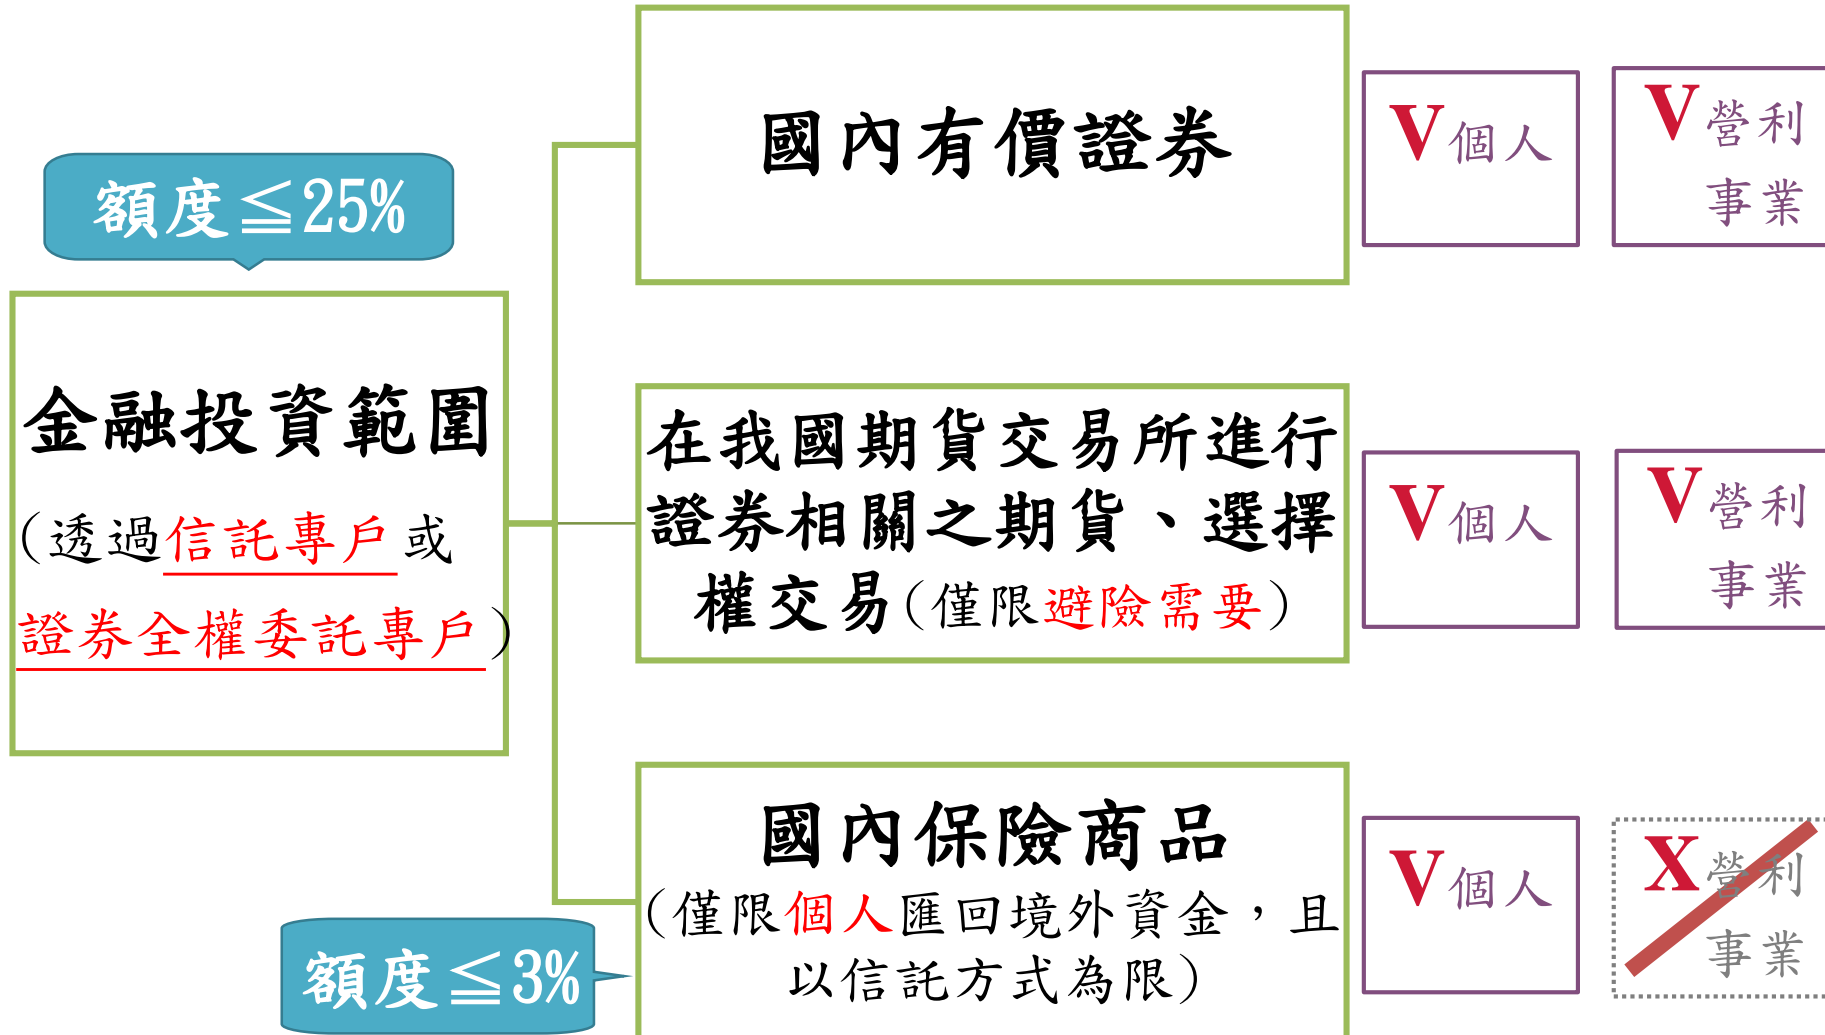 額度≦25%
金融投資範圍
(透過信託專戶或
證券全權委託專戶)
國內有價證券
V個人
V營利
事業
在我國期貨交易所進行
證券相關之期貨、選擇
權交易(僅限避險需要)
V個人
V營利
事業
國內保險商品
(僅限個人匯回境外資金，且
以信託方式為限)
額度≦3%
V個人
X營利
事業